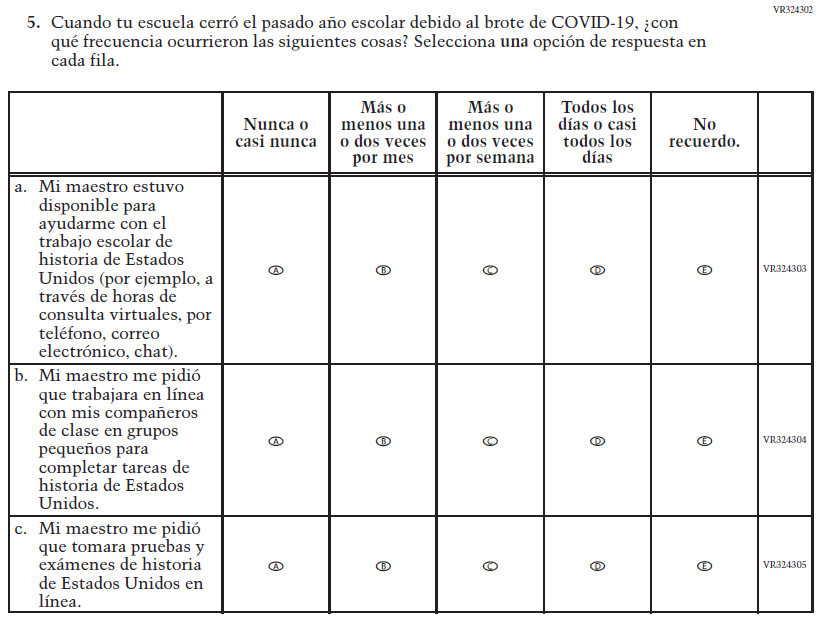 VR324302
5. Cuando tu escuela cerró el pasado año escolar debido al brote de COVID-19, ¿con
qué frecuencia ocurrieron las siguientes cosas? Selecciona una opción de respuesta en
cada fila.
Nunca o
casi nunca
Más o
menos una
o dos veces
por mes
Más o
menos una
o dos veces
por semana
Todos los
días o casi
todos los
días
No
recuerdo.
a. Mi maestro estuvo
disponible para
ayudarme con el
trabajo escolar de
historia de Estados
Unidos (por ejemplo, a
través de horas de
consulta virtuales, por
teléfono, correo
electrónico, chat).
A B C D E VR324303
b. Mi maestro me pidió
que trabajara en línea
con mis compañeros
de clase en grupos
pequeños para
completar tareas de
historia de Estados
Unidos.
A B C D E VR324304
c. Mi maestro me pidió
que tomara pruebas y
exámenes de historia
de Estados Unidos en
línea.
A B C D E VR324305